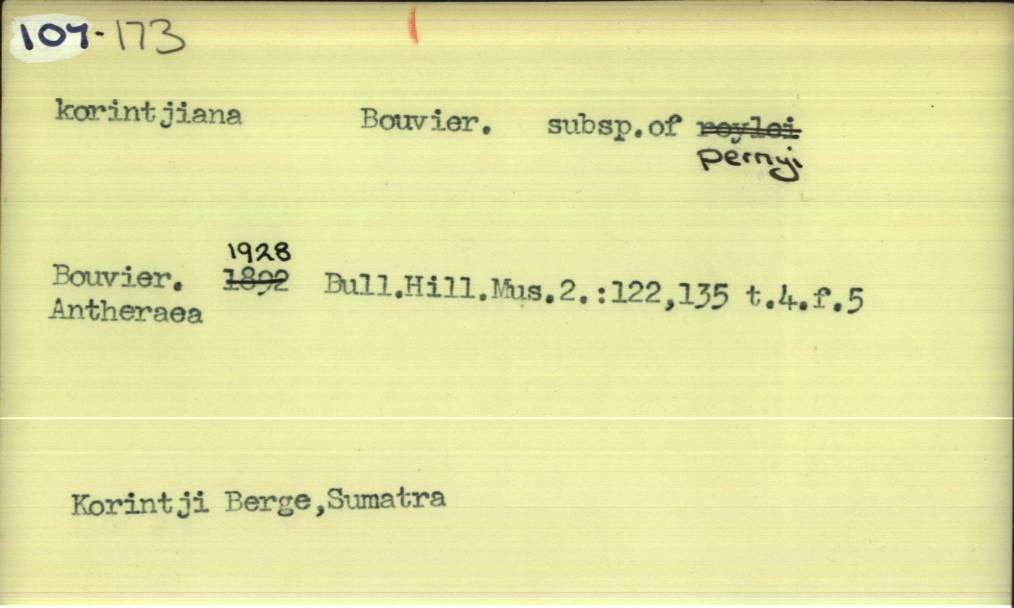 107-173
korintjiana Bouvier. subsp.of roylei
pernyi
1928
Bouvier. 1892 Bull.Hill.Mus.2.:122,135 t.4.f.5
Antheraea
Korintji Berge,Sumatra